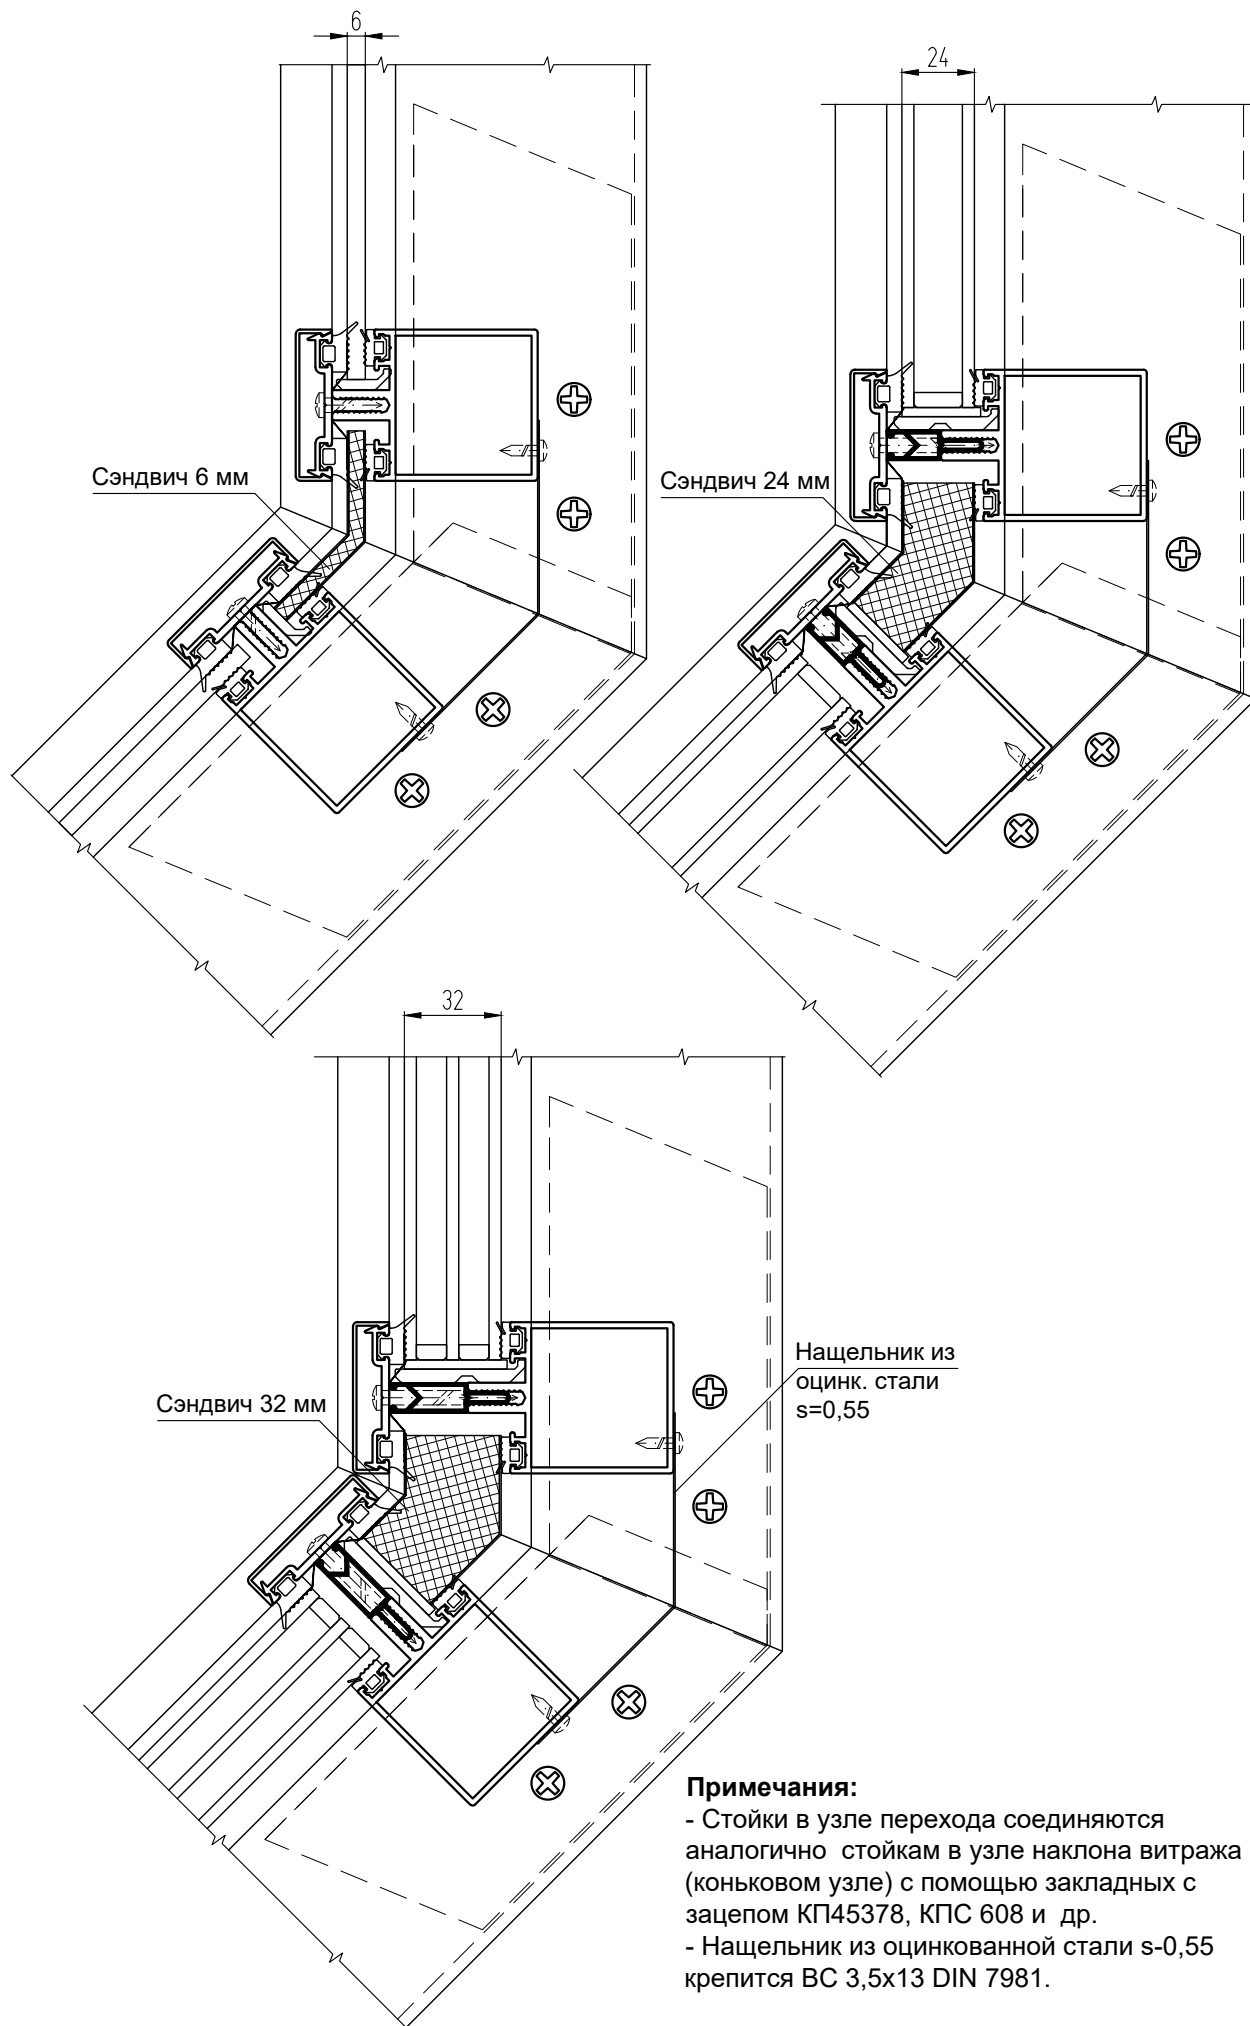 6
24
Сэндвич 6 мм
Сэндвич 24 мм
32
Нащельник из
оцинк. стали
s=0,55
Сэндвич 32 мм
Примечания:
- Стойки в узле перехода соединяются
аналогично стойкам в узле наклона витража
(коньковом узле) с помощью закладных с
зацепом КП45378, КПС 608 и др.
- Нащельник из оцинкованной стали s-0,55
крепится ВС 3,5х13 DIN 7981.